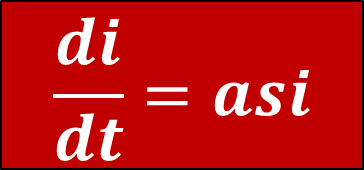 di/dt = asi